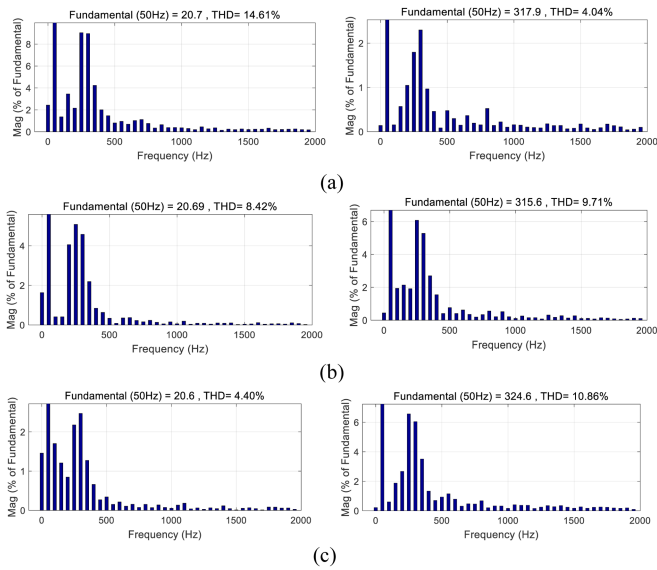 Fundamental (50Hz) = 20.7 , THD= 14.61%
Mag (% of Fundamental)
8
6
4
2
0
0 500 1000 1500 2000
Frequency (Hz)
Fundamental (50Hz) = 317.9 , THD= 4.04%
Mag (% of Fundamental)
2
1
0
0 500 1000 1500 2000
Frequency (Hz)
(a)
Fundamental (50Hz) = 20.69 , THD= 8.42%
Mag (% of Fundamental)
4
2
0
0 500 1000 1500 2000
Frequency (Hz)
Fundamental (50Hz) = 315.6 , THD= 9.71%
Mag (% of Fundamental)
6
4
2
0
0 500 1000 1500 2000
Frequency (Hz)
(b)
Fundamental (50Hz) = 20.6 , THD= 4.40%
Mag (% of Fundamental)
2
1
0
0 500 1000 1500 2000
Frequency (Hz)
Fundamental (50Hz) = 324.6 , THD= 10.86%
Mag (% of Fundamental)
6
4
2
0
0 500 1000 1500 2000
Frequency (Hz)
(c)